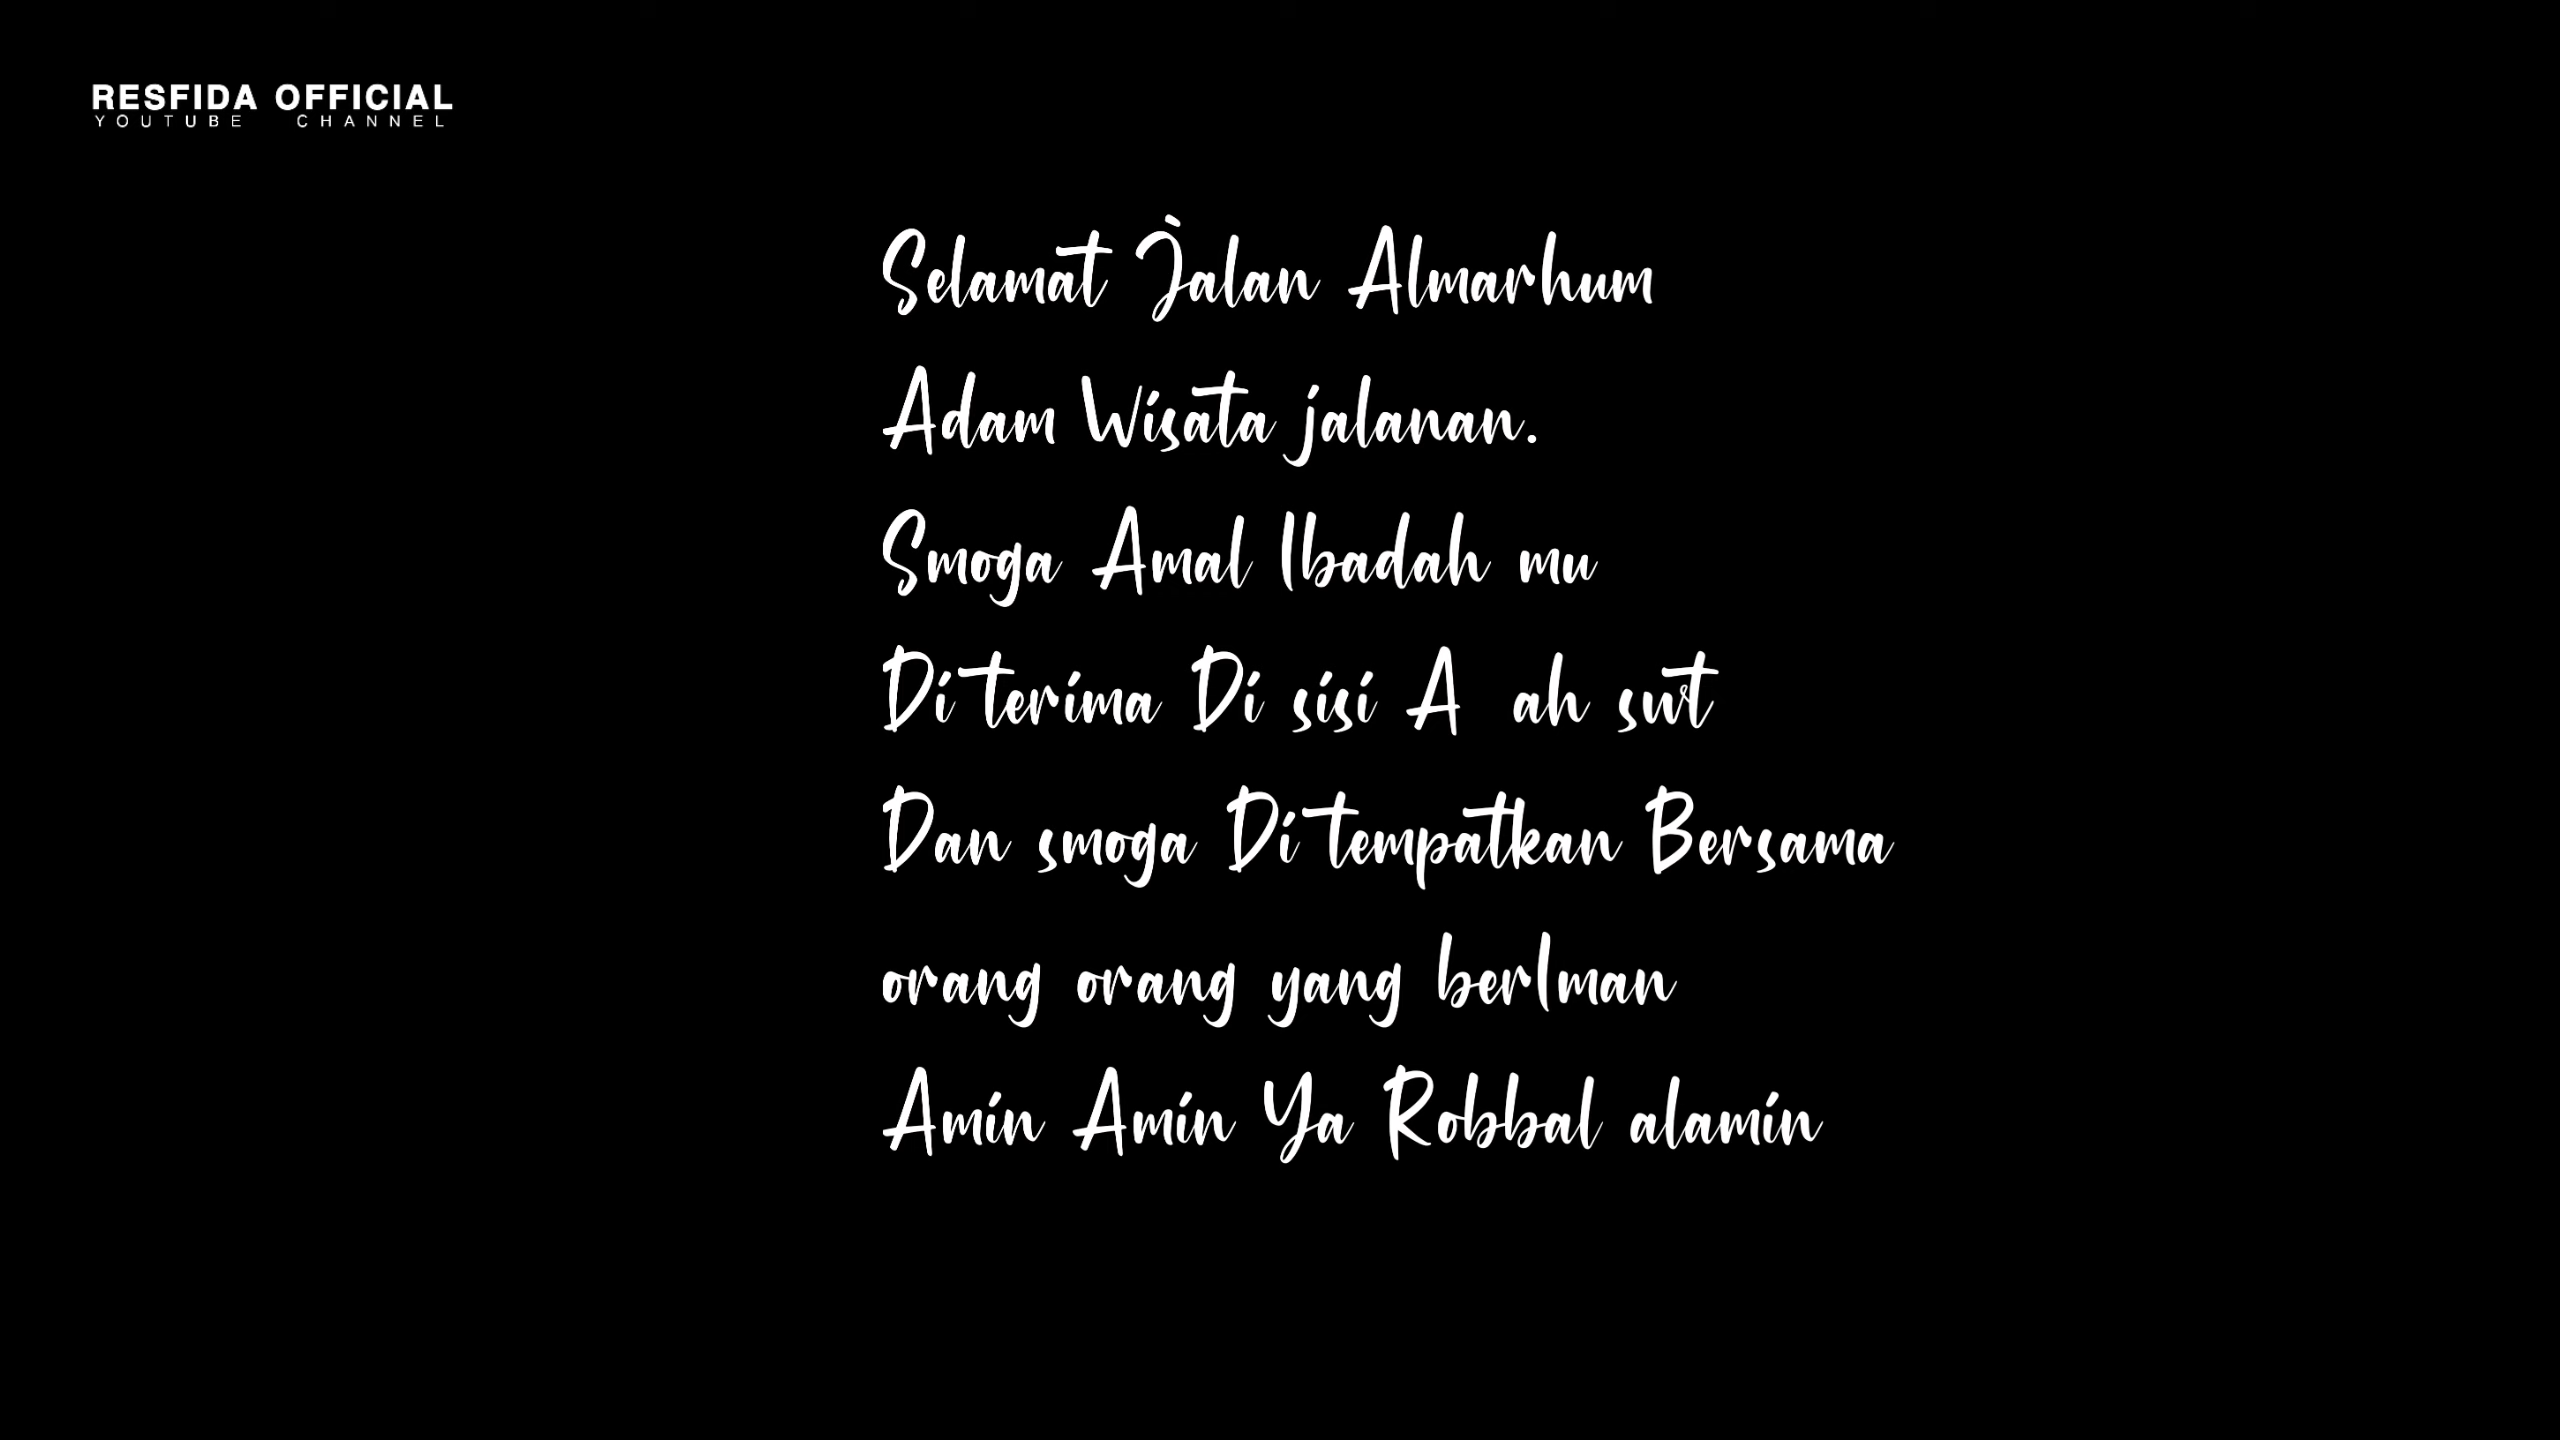 RESFIDA OFFICIAL
YOUTUBE CHANNEL
Selamat Jalan Almarhum
Adam Wisata jalanan.
Smoga Amal Ibadah mu
Di terima Di sisi A ah swt
Dan smoga Di tempatkan Bersama
orang orang yang berIman
Amin Amin Ya Robbal alamin